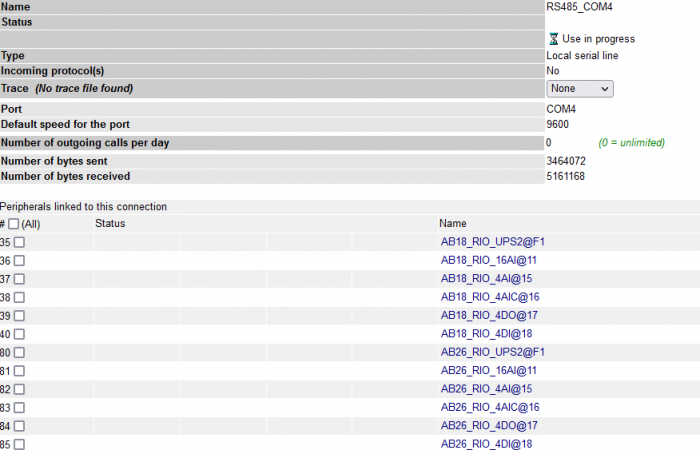 Name RS485_COM4
Status
Use in progress
Type Local serial line
Incoming protocol(s) No
Trace (No trace file found) None
Port COM4
Default speed for the port 9600
Number of outgoing calls per day 0 (0 = unlimited)
Number of bytes sent 3464072
Number of bytes received 5161168
Peripherals linked to this connection
# (All) Status Name
35 AB18_RIO_UPS2@F1
36 AB18_RIO_16AI@11
37 AB18_RIO_4AI@15
38 AB18_RIO_4AIC@16
39 AB18_RIO_4DO@17
40 AB18_RIO_4DI@18
80 AB26_RIO_UPS2@F1
81 AB26_RIO_16AI@11
82 AB26_RIO_4AI@15
83 AB26_RIO_4AIC@16
84 AB26_RIO_4DO@17
85 AB26_RIO_4DI@18